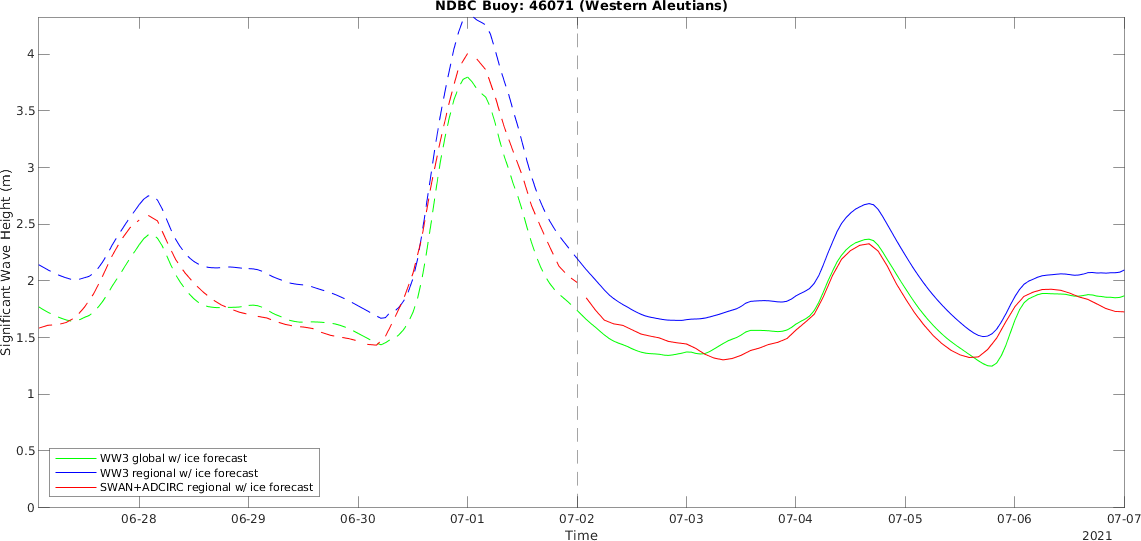 NDBC Buoy: 46071 (Western Aleutians)
Significant Wave Height (m)
4
3.5
3
2.5
2
1.5
1
0.5
0
WW3 global w/ ice forecast
WW3 regional w/ ice forecast
SWAN+ADCIRC regional w/ ice forecast
06-28 06-29 06-30 07-01 07-02 07-03 07-04 07-05 07-06 07-07
Time
2021